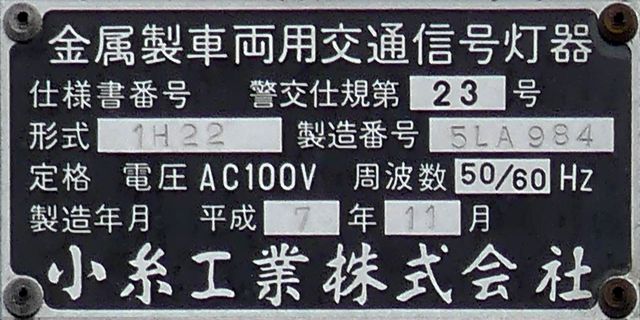 金属製車両用交通信号灯器
仕様書番号 警交仕規第 23 号
形式 1H22 製造番号 5LA984
定格 電圧 AC100V 周波数 50/60 Hz
製造年月 平成 7 年 11 月
小糸工業株式会社